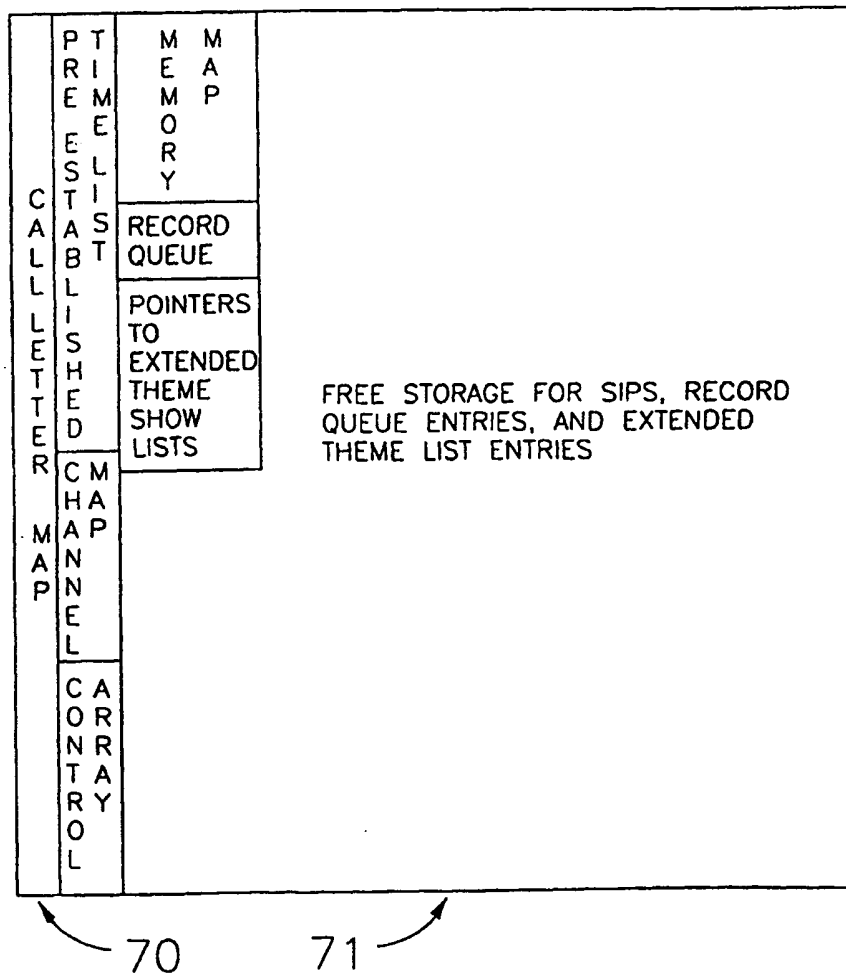 CALL LETTER MAP
PRE ESTABLISHED
TIME LIST
CHANNEL
MAP
CONTROL
ARRAY
MEMORY
MAP
RECORD
QUEUE
POINTERS
TO
EXTENDED
THEME
SHOW
LISTS
FREE STORAGE FOR SIPS, RECORD
QUEUE ENTRIES, AND EXTENDED
THEME LIST ENTRIES
70
71